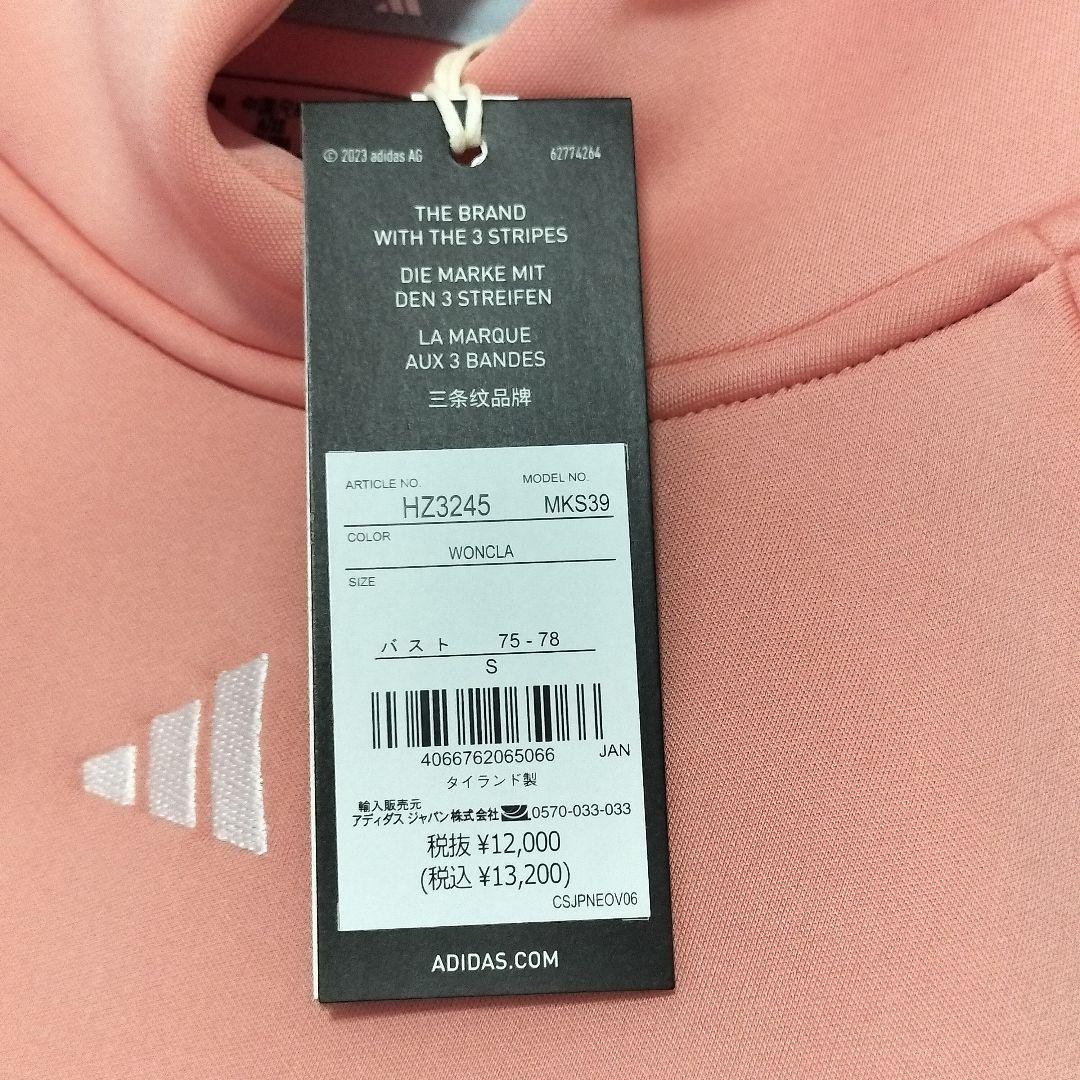 © 2023 adidas AG 62774264
THE BRAND
WITH THE 3 STRIPES
DIE MARKE MIT
DEN 3 STREIFEN
LA MARQUE
AUX 3 BANDES
三条纹品牌
ARTICLE NO. MODEL NO.
HZ3245 MKS39
COLOR
WONCLA
SIZE
バスト 75 - 78
S
4066762065066 JAN
タイランド製
輸入販売元
アディダス ジャパン株式会社 0570-033-033
税抜 ¥12,000
(税込 ¥13,200)
CSJPNEOV06
ADIDAS.COM